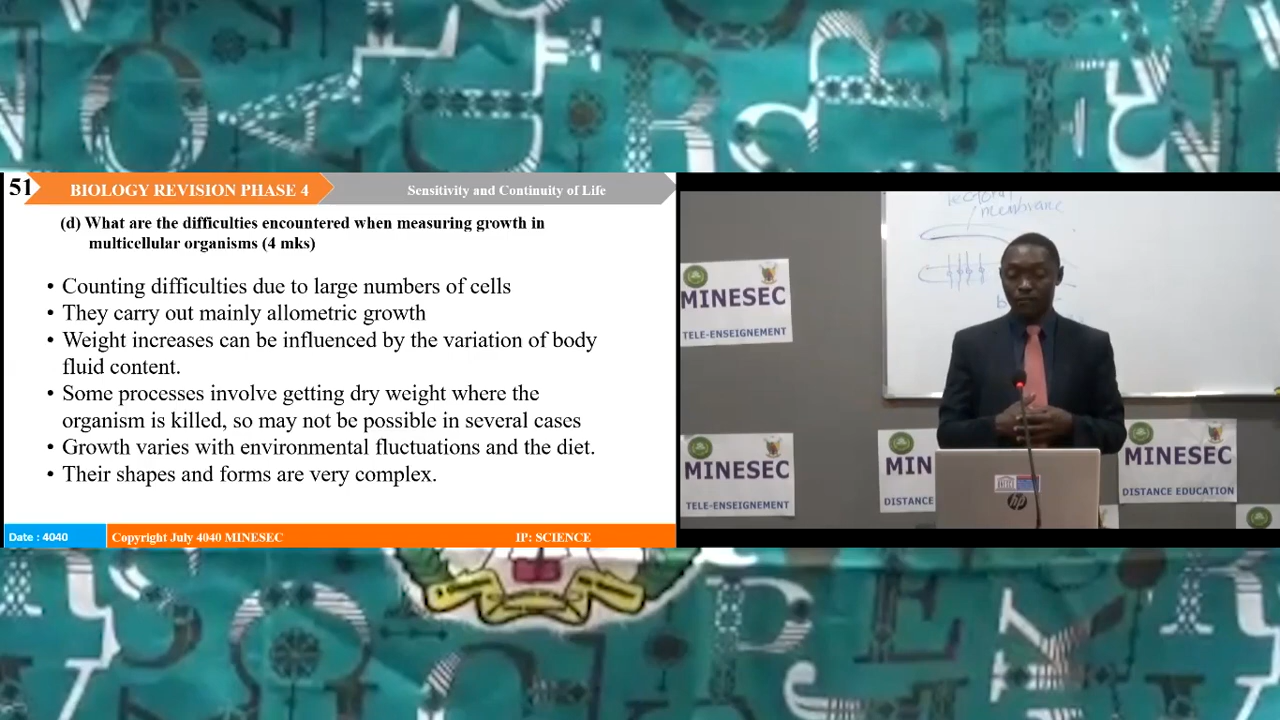 51
BIOLOGY REVISION PHASE 4
Sensitivity and Continuity of Life
(d) What are the difficulties encountered when measuring growth in
multicellular organisms (4 mks)
• Counting difficulties due to large numbers of cells
• They carry out mainly allometric growth
• Weight increases can be influenced by the variation of body
fluid content.
• Some processes involve getting dry weight where the
organism is killed, so may not be possible in several cases
• Growth varies with environmental fluctuations and the diet.
• Their shapes and forms are very complex.
Date : 4040
Copyright July 4040 MINESEC
IP: SCIENCE
membrane
MINESEC
TELE-ENSEIGNEMENT
MINESEC
TELE-ENSEIGNEMENT
MIN
DISTANCE
MINESEC
DISTANCE EDUCATION
hp